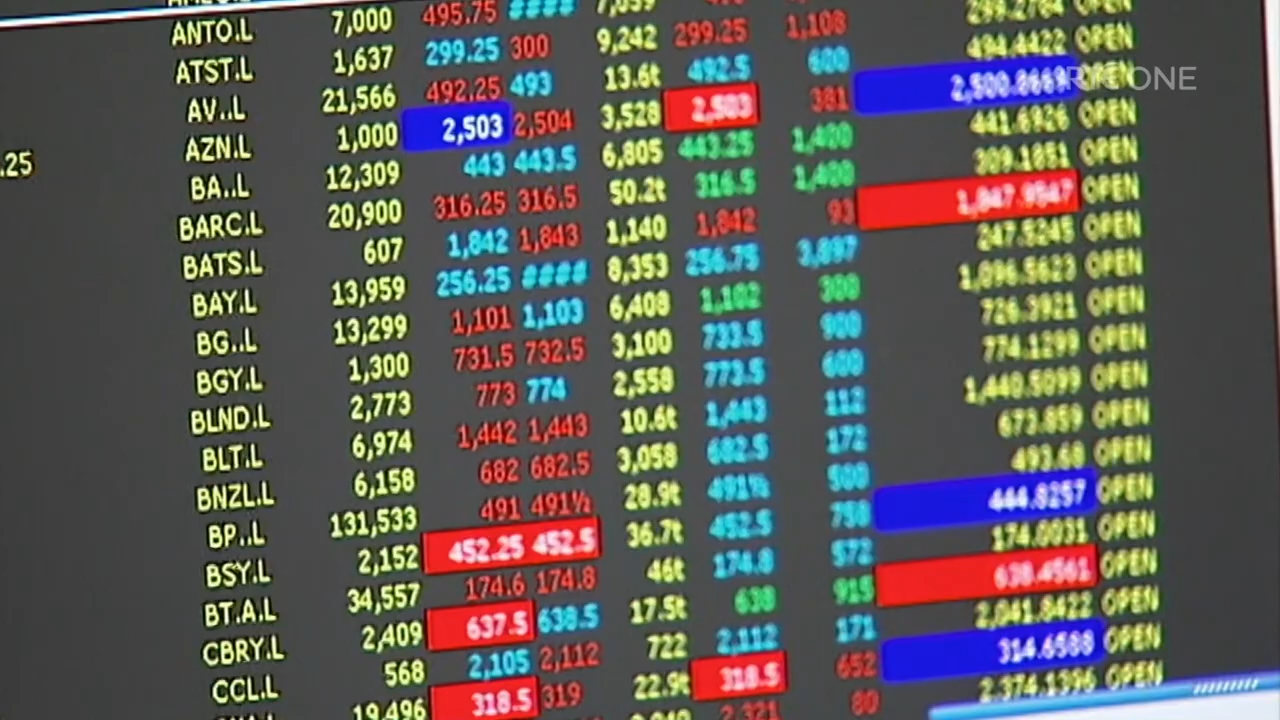 ANTO.L 7,000 495.75 ####
ATST.L 1,637 299.25 300 9,242 299.25 1,108 299.2784 OPEN
AV..L 21,566 492.25 493 13.6t 492.5 600 494.4422 OPEN
RTÉ ONE
AZN.L 1,000 2,503 2,504 3,528 2,503 381 2,500.8669 OPEN
.25
BA..L 12,309 443 443.5 6,805 443.25 1,400 441.6926 OPEN
BARC.L 20,900 316.25 316.5 50.2t 316.5 1,400 309.1851 OPEN
BATS.L 607 1,842 1,843 1,140 1,842 93 1,847.9847 OPEN
BAY.L 13,959 256.25 #### 8,353 256.75 3,897 247.5245 OPEN
BG..L 13,299 1,101 1,103 6,408 1,102 300 1,096.5623 OPEN
BGY.L 1,300 731.5 732.5 3,100 733.5 900 726.3921 OPEN
BLND.L 2,773 773 774 2,558 773.5 600 774.1299 OPEN
BLT.L 6,974 1,442 1,443 10.6t 1,443 112 1,440.5099 OPEN
BNZL.L 6,158 682 682.5 3,058 682.5 172 673.859 OPEN
BP..L 131,533 491 491½ 28.9t 491½ 500 493.68 OPEN
BSY.L 2,152 452.25 452.5 36.7t 452.5 750 444.8257 OPEN
BT.A.L 34,557 174.6 174.8 46t 174.8 572 174.0031 OPEN
CBRY.L 2,409 637.5 638.5 17.5t 638 915 638.4561 OPEN
CCL.L 568 2,105 2,112 722 2,112 171 2,041.8422 OPEN
19,496 318.5 319 22.9t 318.5 652 314.6588 OPEN
2,321 80 2,374.1396 OPEN